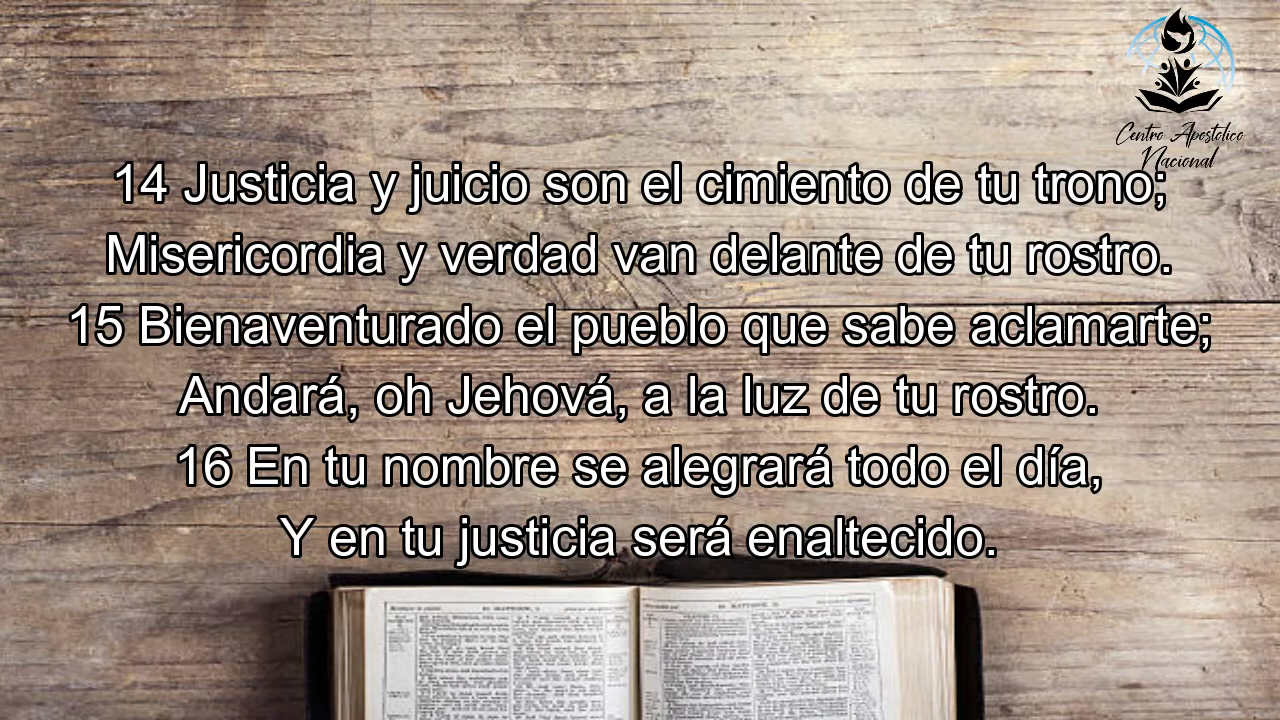 Centro Apostolico
Nacional
14 Justicia y juicio son el cimiento de tu trono;
Misericordia y verdad van delante de tu rostro.
15 Bienaventurado el pueblo que sabe aclamarte;
Andará, oh Jehová, a la luz de tu rostro.
16 En tu nombre se alegrará todo el día,
Y en tu justicia será enaltecido.